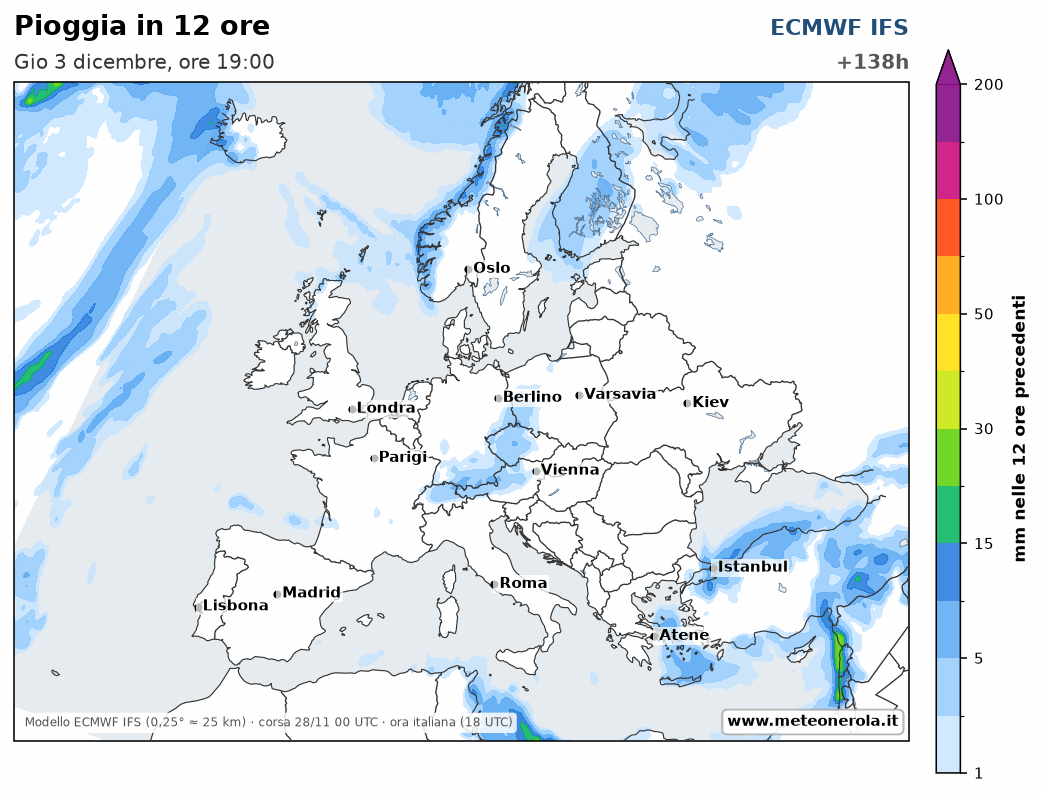 Pioggia in 12 ore
ECMWF IFS
Gio 3 dicembre, ore 19:00
+138h
200
100
50
30
15
5
1
mm nelle 12 ore precedenti
Oslo
Berlino
Varsavia
Kiev
Londra
Parigi
Vienna
Istanbul
Roma
Madrid
Lisbona
Atene
Modello ECMWF IFS (0,25° ≈ 25 km) · corsa 28/11 00 UTC · ora italiana (18 UTC)
www.meteonerola.it